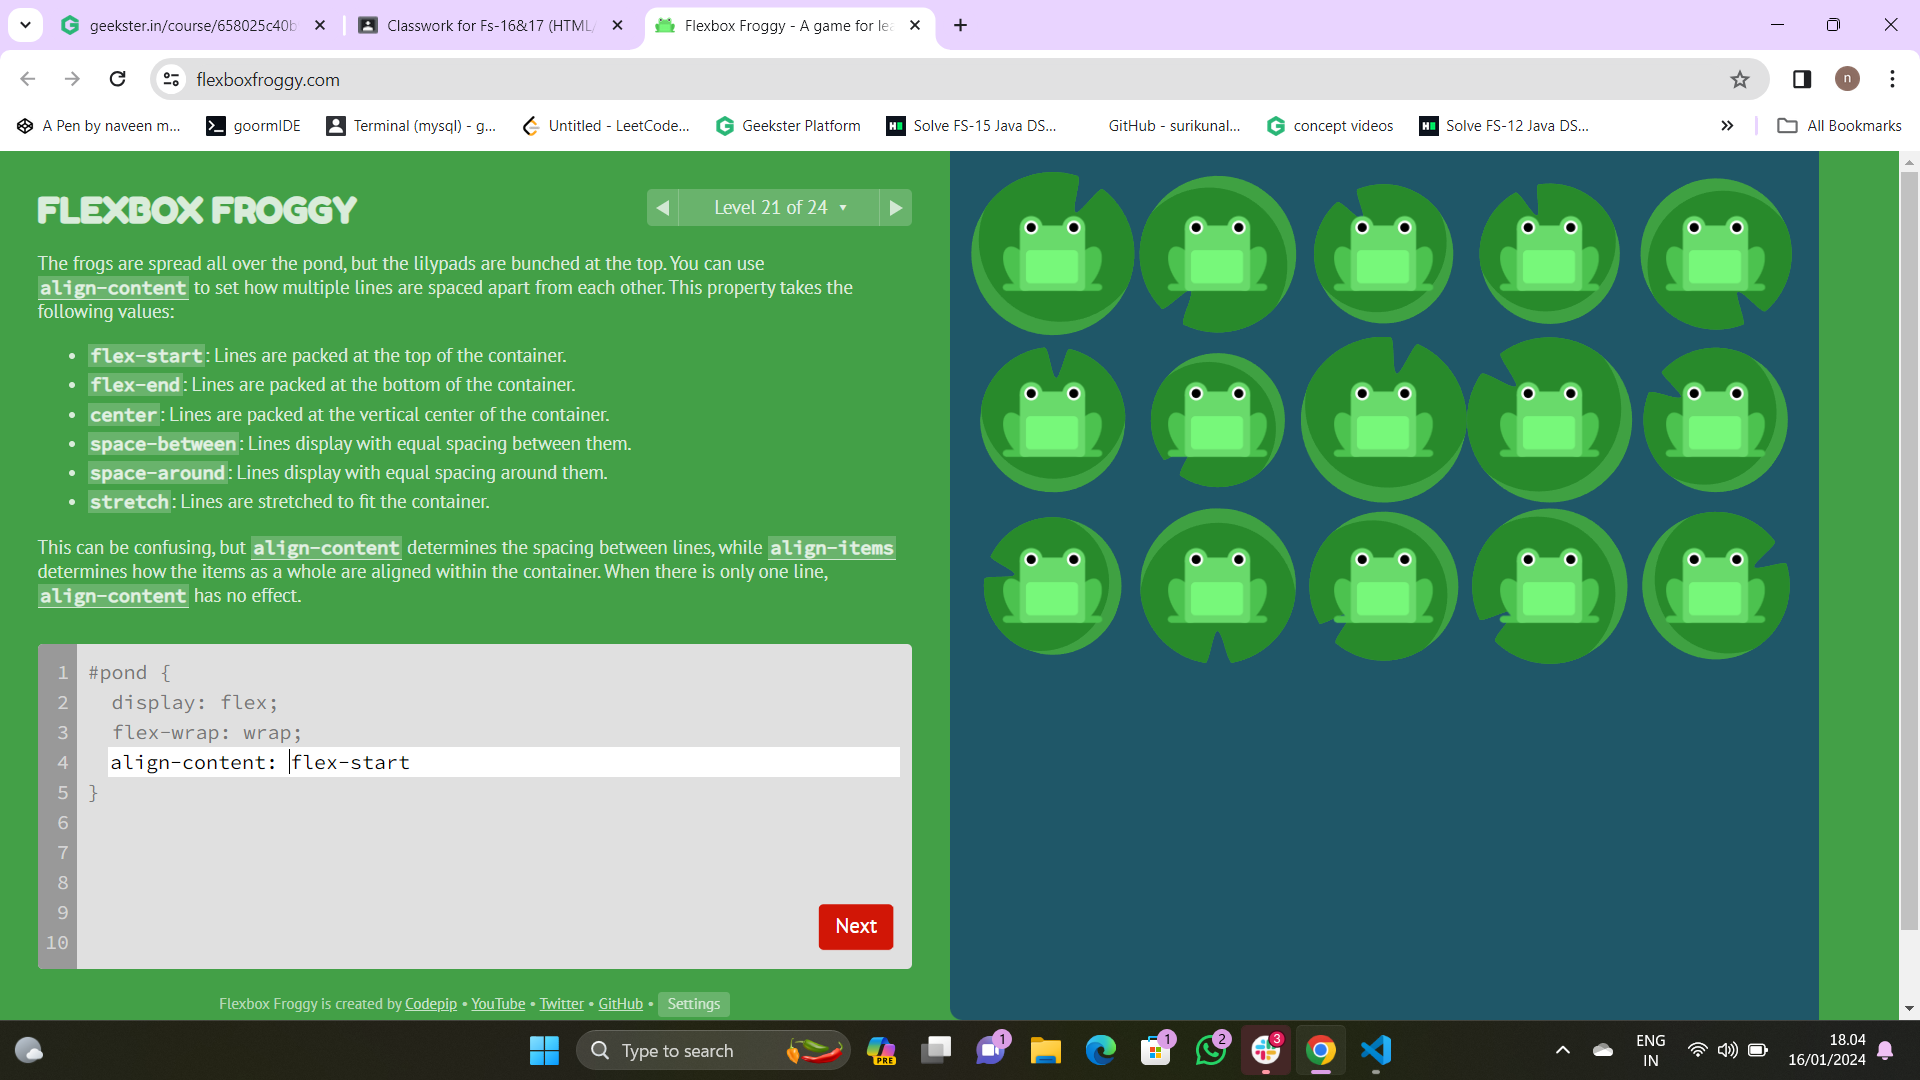 geekster.in/course/658025c40b
Classwork for Fs-16&17 (HTML/
Flexbox Froggy - A game for lea
flexboxfroggy.com
n
A Pen by naveen m...
goormIDE
Terminal (mysql) - g...
Untitled - LeetCode...
Geekster Platform
Solve FS-15 Java DS...
GitHub - surikunal...
concept videos
Solve FS-12 Java DS...
All Bookmarks
FLEXBOX FROGGY
Level 21 of 24
The frogs are spread all over the pond, but the lilypads are bunched at the top. You can use
align-content to set how multiple lines are spaced apart from each other. This property takes the
following values:
• flex-start: Lines are packed at the top of the container.
• flex-end: Lines are packed at the bottom of the container.
• center: Lines are packed at the vertical center of the container.
• space-between: Lines display with equal spacing between them.
• space-around: Lines display with equal spacing around them.
• stretch: Lines are stretched to fit the container.
This can be confusing, but align-content determines the spacing between lines, while align-items
determines how the items as a whole are aligned within the container. When there is only one line,
align-content has no effect.
1 #pond {
2 display: flex;
3 flex-wrap: wrap;
4 align-content: flex-start
5 }
6
7
8
9
10
Next
Flexbox Froggy is created by Codepip • YouTube • Twitter • GitHub • Settings
Type to search
PRE
1
1
2
3
ENG
IN
18.04
16/01/2024